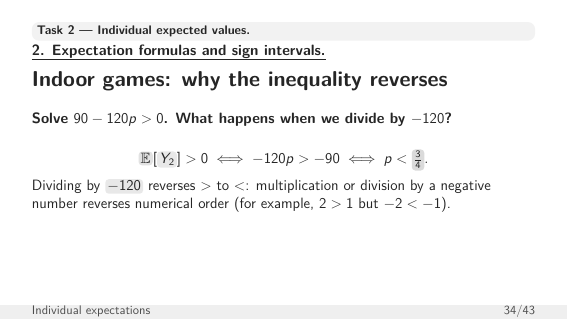 Task 2 — Individual expected values.
2. Expectation formulas and sign intervals.
Indoor games: why the inequality reverses
Solve 90 − 120p > 0. What happens when we divide by −120?
𝔼[Y₂] > 0 ⟺ −120p > −90 ⟺ p < 3/4.
Dividing by −120 reverses > to <: multiplication or division by a negative
number reverses numerical order (for example, 2 > 1 but −2 < −1).
Individual expectations
34/43